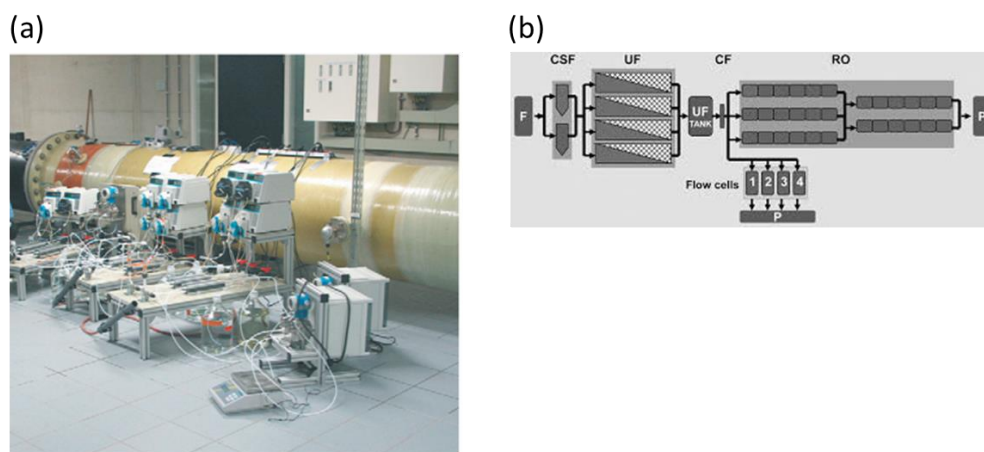 (a)
(b)
CSF UF CF RO
F
UF
TANK
P
Flow cells 1 2 3 4
P